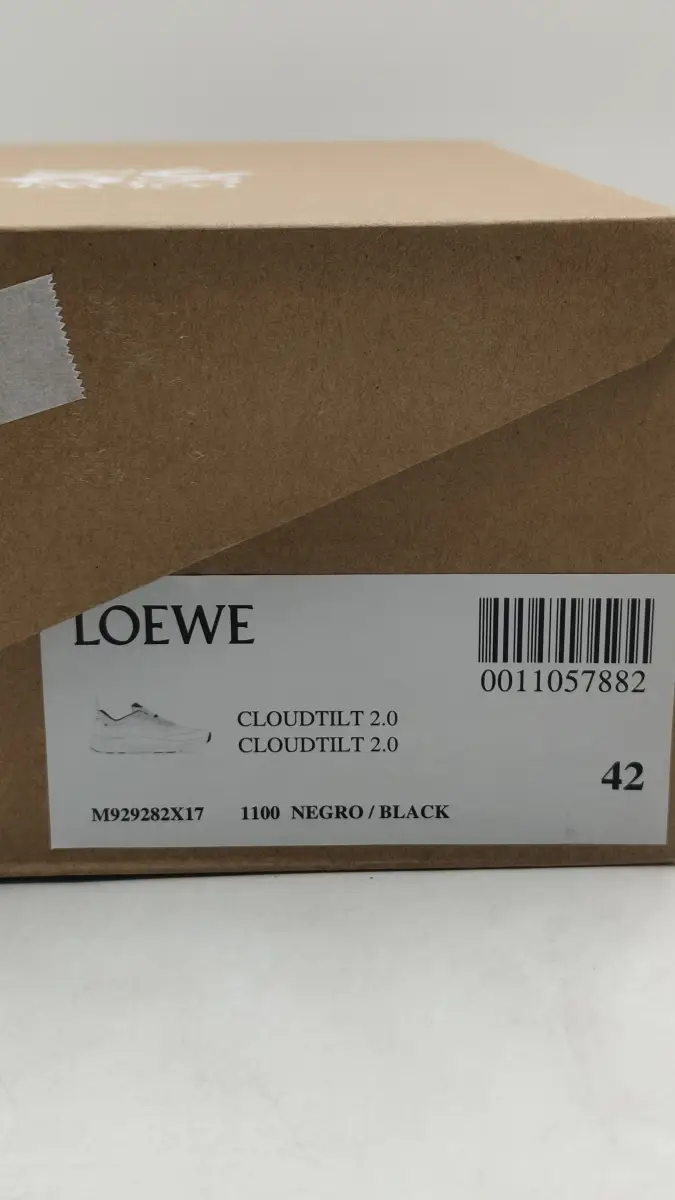 LOEWE
0011057882
CLOUDTILT 2.0
CLOUDTILT 2.0
42
M929282X17 1100 NEGRO / BLACK